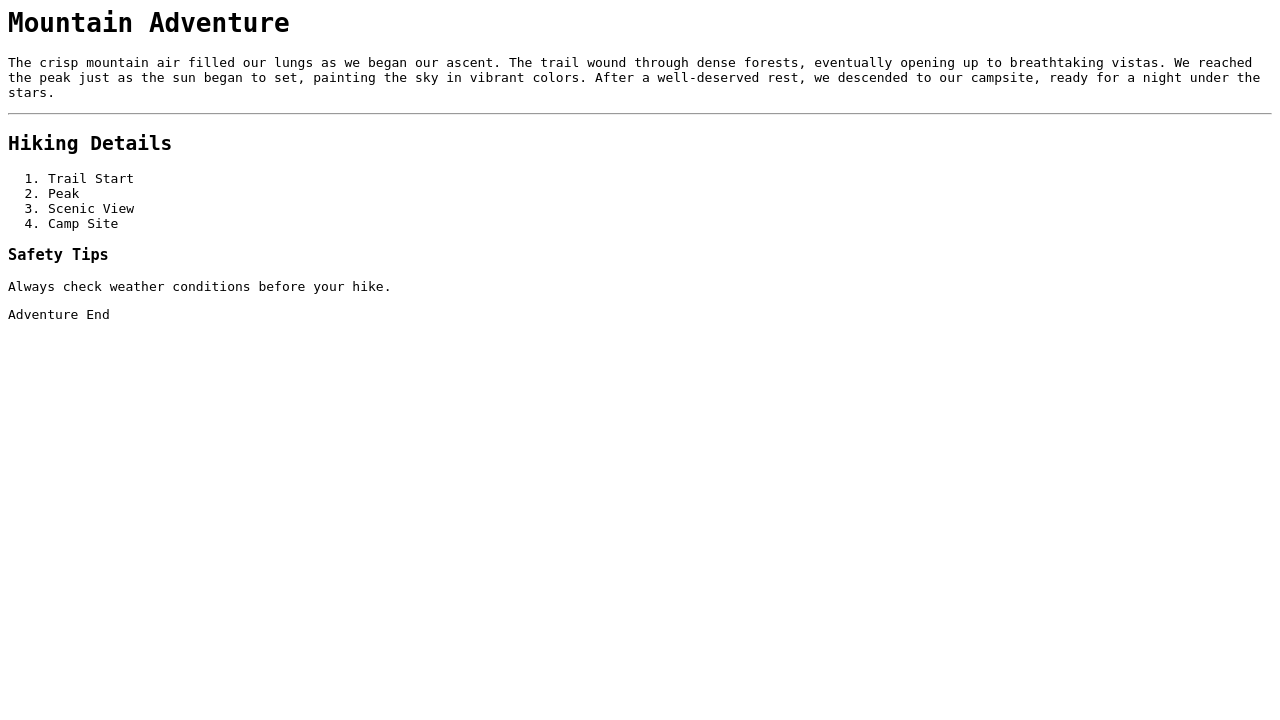 Mountain Adventure
The crisp mountain air filled our lungs as we began our ascent. The trail wound through dense forests, eventually opening up to breathtaking vistas. We reached
the peak just as the sun began to set, painting the sky in vibrant colors. After a well-deserved rest, we descended to our campsite, ready for a night under the
stars.
Hiking Details
1. Trail Start
2. Peak
3. Scenic View
4. Camp Site
Safety Tips
Always check weather conditions before your hike.
Adventure End